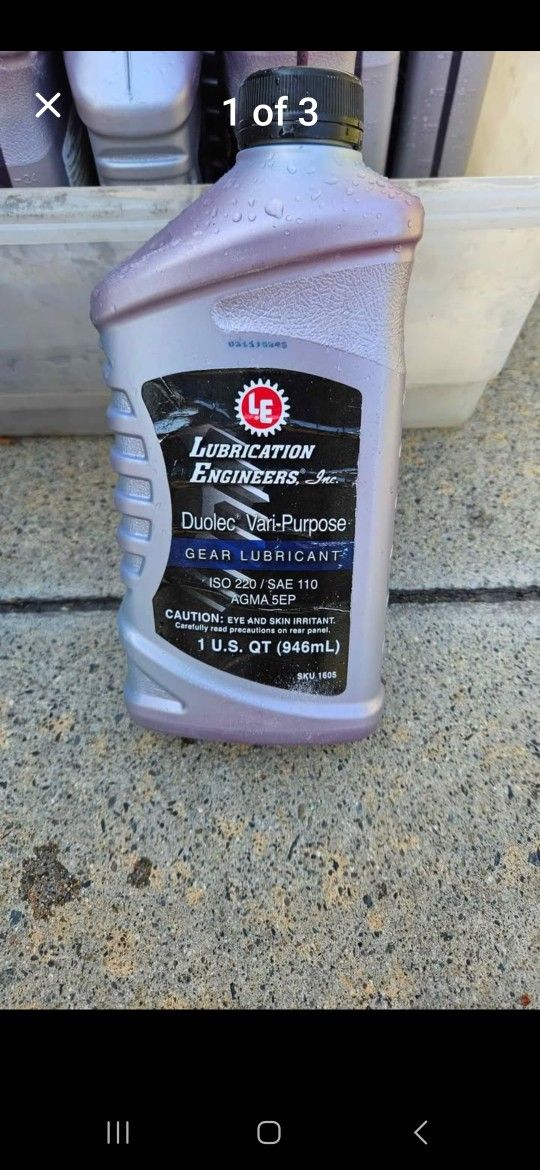 1 of 3
LE
LUBRICATION
ENGINEERS, Inc.
Duolec® Vari-Purpose
GEAR LUBRICANT
ISO 220 / SAE 110
AGMA 5EP
CAUTION: EYE AND SKIN IRRITANT.
Carefully read precautions on rear panel.
1 U.S. QT (946mL)
SKU 1605